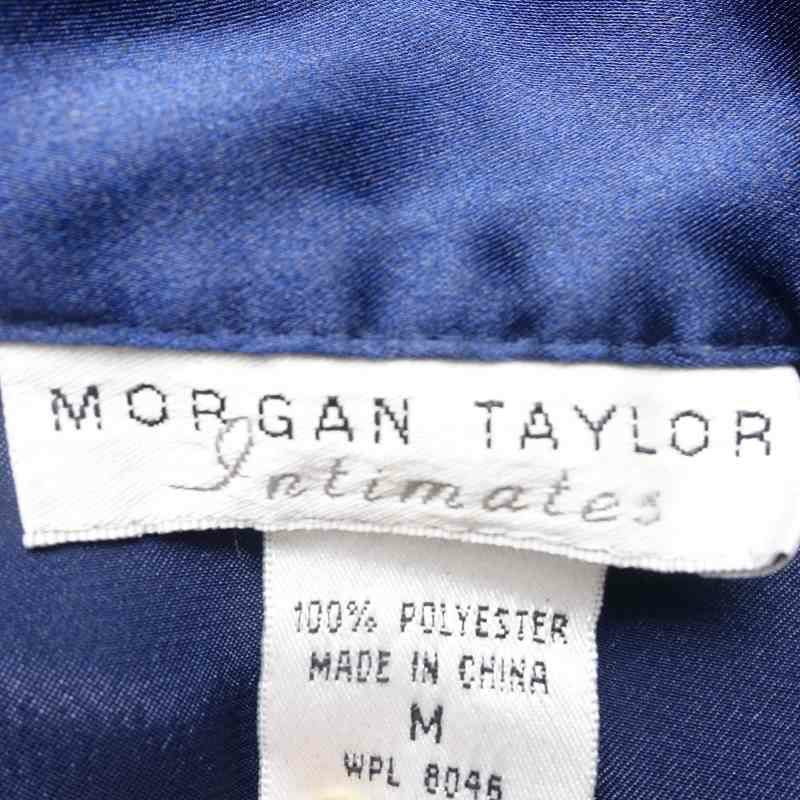 MORGAN TAYLOR
Intimates
100% POLYESTER
MADE IN CHINA
M
WPL 8046